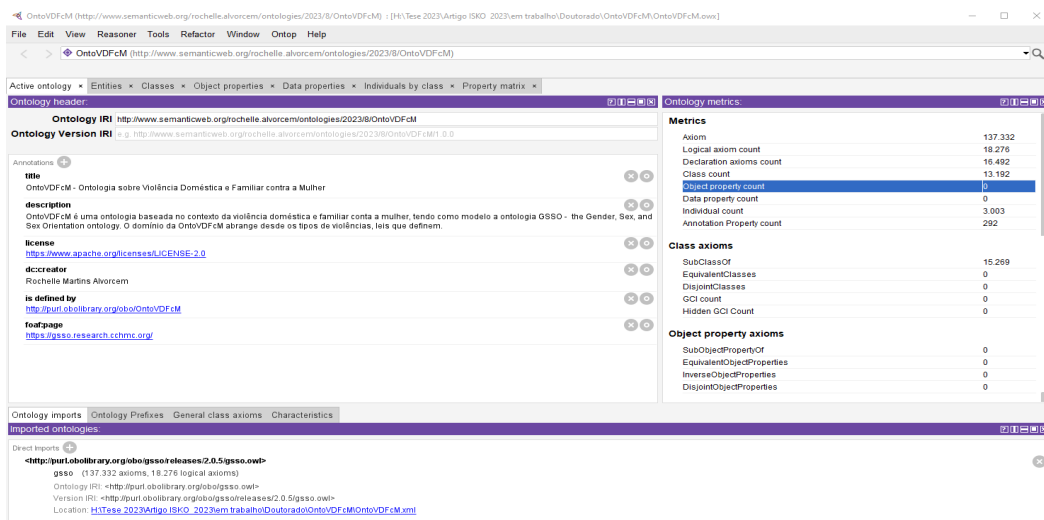 OntoVDFcM (http://www.semanticweb.org/rochelle.alvorcem/ontologies/2023/8/OntoVDFcM) : [H:\Tese 2023\Artigo ISKO_2023\em trabalho\Doutorado\OntoVDFcM\OntoVDFcM.owx]
File Edit View Reasoner Tools Refactor Window Ontop Help
OntoVDFcM (http://www.semanticweb.org/rochelle.alvorcem/ontologies/2023/8/OntoVDFcM)
Active ontology × Entities × Classes × Object properties × Data properties × Individuals by class × Property matrix ×
Ontology header:
Ontology IRI http://www.semanticweb.org/rochelle.alvorcem/ontologies/2023/8/OntoVDFcM
Ontology Version IRI e.g. http://www.semanticweb.org/rochelle.alvorcem/ontologies/2023/8/OntoVDFcM/1.0.0
Annotations
title
OntoVDFcM - Ontologia sobre Violência Doméstica e Familiar contra a Mulher
description
OntoVDFcM é uma ontologia baseada no contexto da violência doméstica e familiar conta a mulher, tendo como modelo a ontologia GSSO - the Gender, Sex, and
Sex Orientation ontology. O domínio da OntoVDFcM abrange desde os tipos de violências, leis que definem.
license
https://www.apache.org/licenses/LICENSE-2.0
dc:creator
Rochelle Martins Alvorcem
is defined by
http://purl.obolibrary.org/obo/OntoVDFcM
foaf:page
https://gsso.research.cchmc.org/
Ontology metrics:
Metrics
Axiom 137.332
Logical axiom count 18.276
Declaration axioms count 16.492
Class count 13.192
Object property count 0
Data property count 0
Individual count 3.003
Annotation Property count 292
Class axioms
SubClassOf 15.269
EquivalentClasses 0
DisjointClasses 0
GCI count 0
Hidden GCI Count 0
Object property axioms
SubObjectPropertyOf 0
EquivalentObjectProperties 0
InverseObjectProperties 0
DisjointObjectProperties 0
Ontology imports Ontology Prefixes General class axioms Characteristics
Imported ontologies:
Direct Imports
<http://purl.obolibrary.org/obo/gsso/releases/2.0.5/gsso.owl>
gsso (137.332 axioms, 18.276 logical axioms)
Ontology IRI: <http://purl.obolibrary.org/obo/gsso.owl>
Version IRI: <http://purl.obolibrary.org/obo/gsso/releases/2.0.5/gsso.owl>
Location: H:\Tese 2023\Artigo ISKO_2023\em trabalho\Doutorado\OntoVDFcM\OntoVDFcM.xml